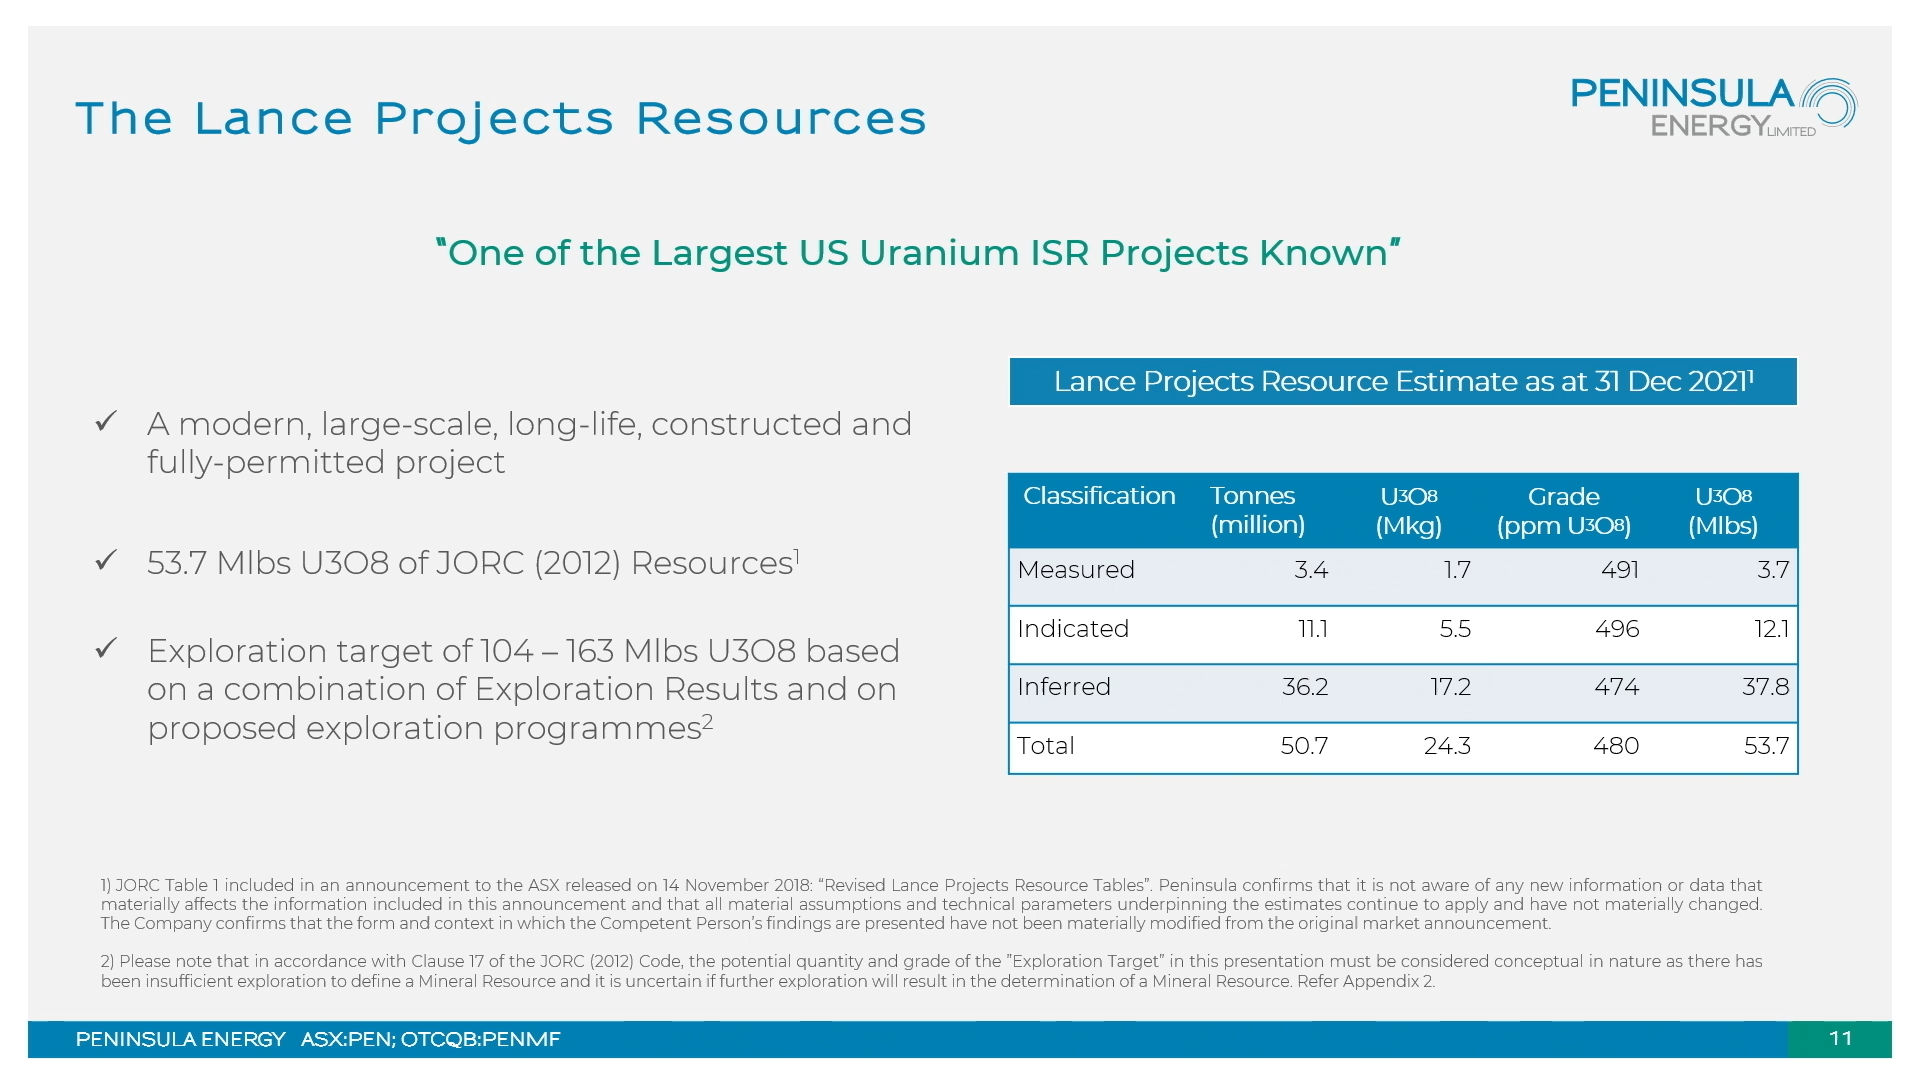 The Lance Projects Resources
PENINSULA
ENERGY LIMITED
"One of the Largest US Uranium ISR Projects Known"
✓ A modern, large-scale, long-life, constructed and
fully-permitted project
✓ 53.7 Mlbs U3O8 of JORC (2012) Resources¹
✓ Exploration target of 104 – 163 Mlbs U3O8 based
on a combination of Exploration Results and on
proposed exploration programmes²
Lance Projects Resource Estimate as at 31 Dec 2021¹
Classification Tonnes (million) U3O8 (Mkg) Grade (ppm U3O8) U3O8 (Mlbs)
Measured 3.4 1.7 491 3.7
Indicated 11.1 5.5 496 12.1
Inferred 36.2 17.2 474 37.8
Total 50.7 24.3 480 53.7
1) JORC Table 1 included in an announcement to the ASX released on 14 November 2018: “Revised Lance Projects Resource Tables”. Peninsula confirms that it is not aware of any new information or data that
materially affects the information included in this announcement and that all material assumptions and technical parameters underpinning the estimates continue to apply and have not materially changed.
The Company confirms that the form and context in which the Competent Person’s findings are presented have not been materially modified from the original market announcement.
2) Please note that in accordance with Clause 17 of the JORC (2012) Code, the potential quantity and grade of the ”Exploration Target” in this presentation must be considered conceptual in nature as there has
been insufficient exploration to define a Mineral Resource and it is uncertain if further exploration will result in the determination of a Mineral Resource. Refer Appendix 2.
PENINSULA ENERGY ASX:PEN; OTCQB:PENMF
11